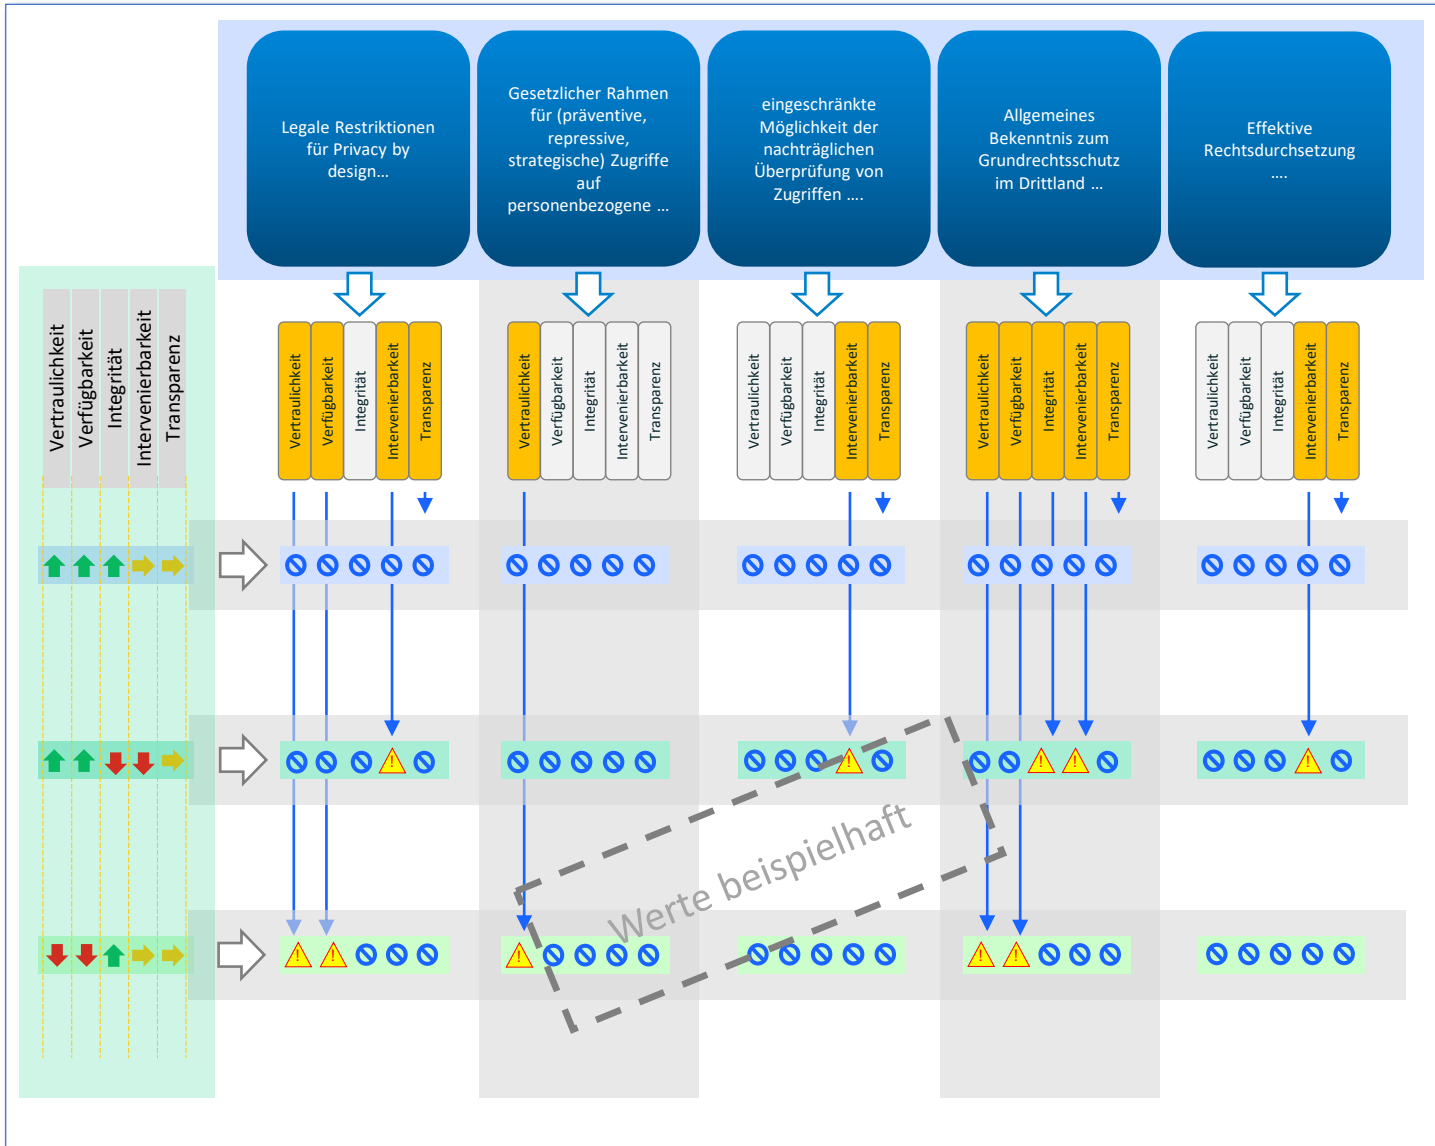 Legale Restriktionen
für Privacy by
design...
Gesetzlicher Rahmen
für (präventive,
repressive,
strategische) Zugriffe
auf
personenbezogene ...
eingeschränkte
Möglichkeit der
nachträglichen
Überprüfung von
Zugriffen ....
Allgemeines
Bekenntnis zum
Grundrechtsschutz
im Drittland ...
Effektive
Rechtsdurchsetzung
....
Vertraulichkeit
Verfügbarkeit
Integrität
Intervenierbarkeit
Transparenz
Vertraulichkeit
Verfügbarkeit
Integrität
Intervenierbarkeit
Transparenz
Vertraulichkeit
Verfügbarkeit
Integrität
Intervenierbarkeit
Transparenz
Vertraulichkeit
Verfügbarkeit
Integrität
Intervenierbarkeit
Transparenz
Vertraulichkeit
Verfügbarkeit
Integrität
Intervenierbarkeit
Transparenz
Vertraulichkeit
Verfügbarkeit
Integrität
Intervenierbarkeit
Transparenz
Werte beispielhaft